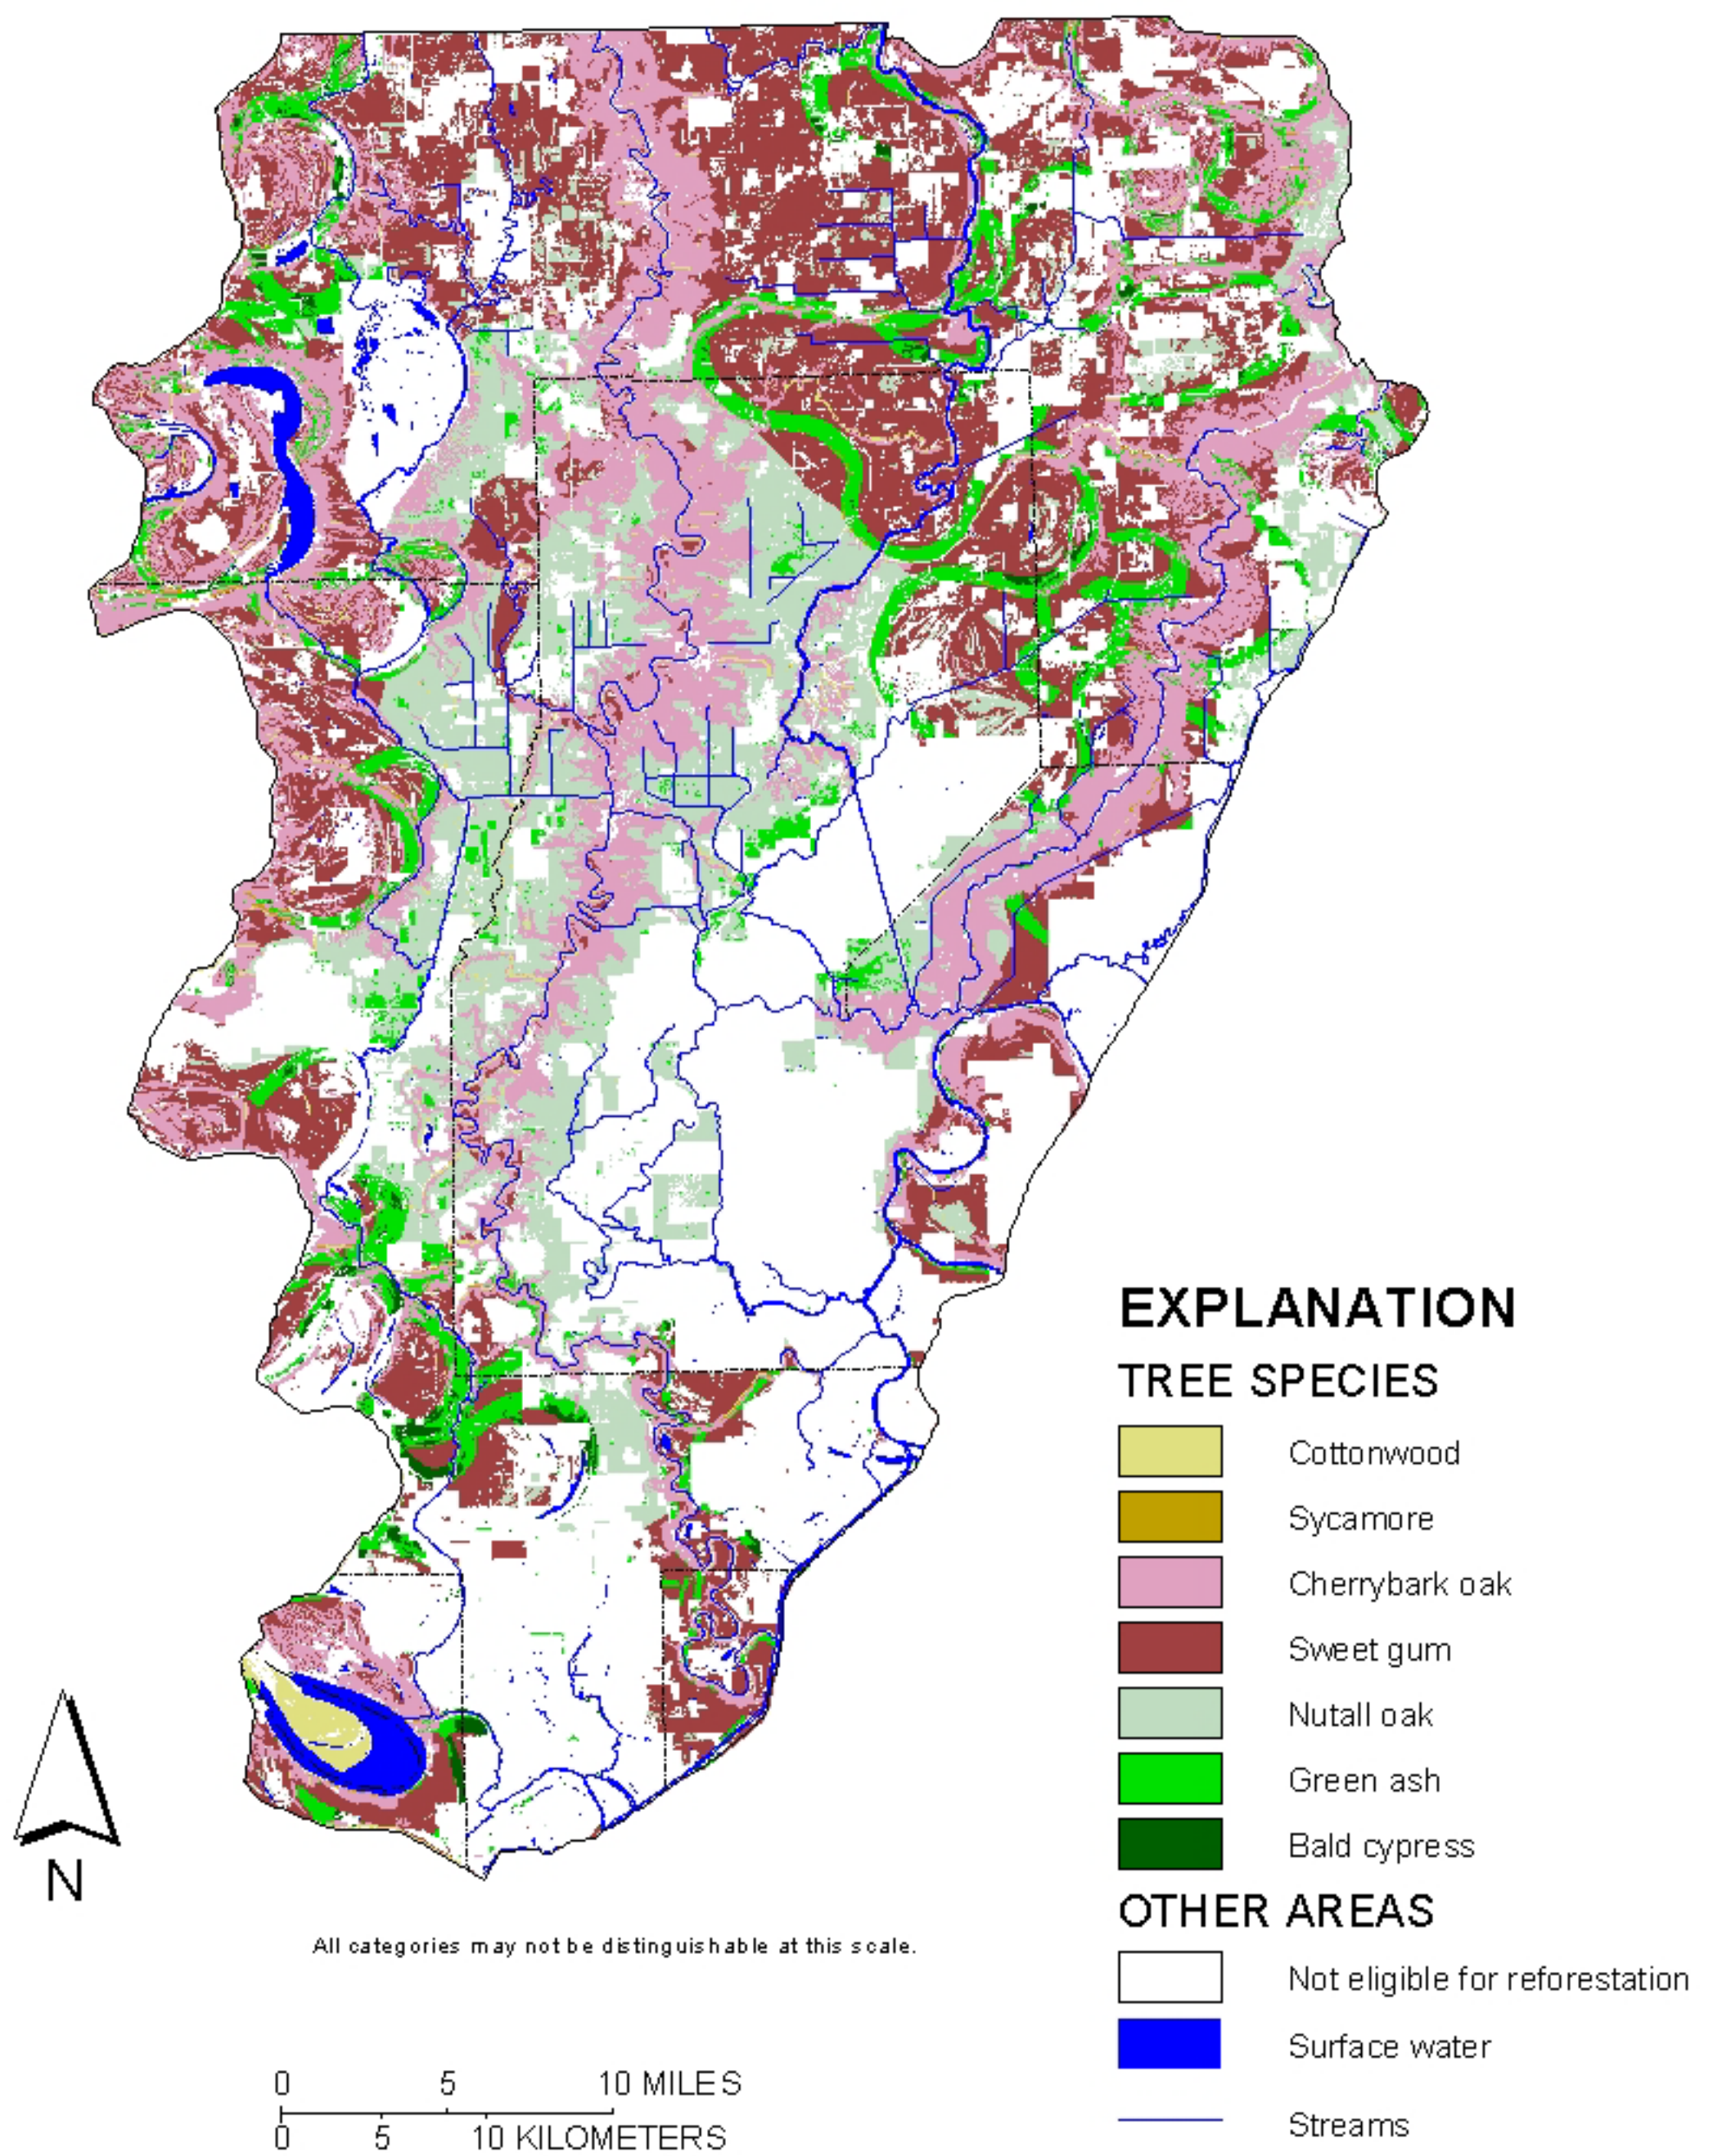 EXPLANATION
TREE SPECIES
Cottonwood
Sycamore
Cherrybark oak
Sweet gum
Nutall oak
Green ash
Bald cypress
OTHER AREAS
Not eligible for reforestation
Surface water
Streams
N
All categories may not be distinguishable at this scale.
0 5 10 MILES
0 5 10 KILOMETERS